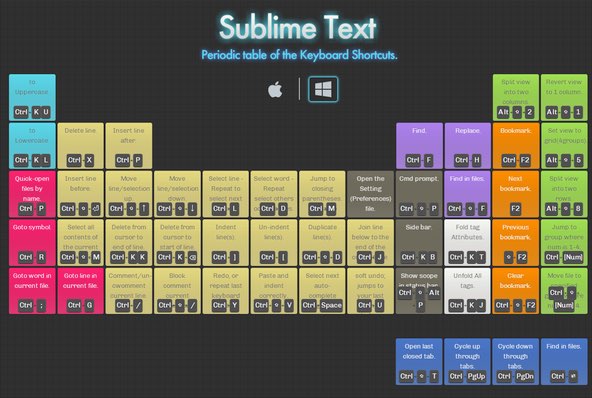 Sublime Text
Periodic table of the Keyboard Shortcuts.
to Uppercase
Ctrl K U
Split view into two columns.
Alt 2
Revert view to 1 column.
Alt 1
to Lowercase
Ctrl K L
Delete line.
Ctrl X
Insert line after
Ctrl P
Find.
Ctrl F
Replace.
Ctrl H
Bookmark.
Ctrl F2
Set view to grid(4groups)
Alt 5
Quick-open files by name.
Ctrl P
Insert line before.
Ctrl
Move line/selection up.
Ctrl ↑
Move line/selection down.
Ctrl ↓
Select line - Repeat to select next
Ctrl L
Select word - Repeat select others
Ctrl D
Jump to closing parentheses
Ctrl M
Open the Setting (Preferences) file.
Cmd prompt.
Ctrl P
Find in files.
Ctrl F
Next bookmark.
F2
Split view into two rows.
Alt 8
Goto symbol.
Ctrl R
Select all contents of the current
Ctrl M
Delete from cursor to end of line.
Ctrl K K
Delete from cursor to start of line.
Ctrl K
Indent line(s).
Ctrl ]
Un-indent line(s)
Ctrl [
Duplicate line(s)
Ctrl D
Join line below to the end of the
Ctrl J
Side bar.
Ctrl K B
Fold tag Attributes.
Ctrl K T
Previous bookmark.
F2
Jump to group where num is 1-4.
Ctrl [Num]
Goto word in current file.
Ctrl ;
Goto line in current file.
Ctrl G
Comment/un-cwomment current line
Ctrl /
Block comment
Ctrl /
Redo, or repeat last keyboard
Ctrl Y
Paste and indent correctly.
Ctrl V
Select next auto-complete
Ctrl Space
soft undo; jumps to your last
Ctrl U
Show scope in status bar.
Ctrl Alt P
Unfold All tags.
Ctrl K J
Clear bookmark.
Ctrl F2
Move file to
Ctrl [Num]
Open last closed tab.
Ctrl T
Cycle up through tabs.
Ctrl PgUp
Cycle down through tabs.
Ctrl PgDn
Find in files.
Ctrl